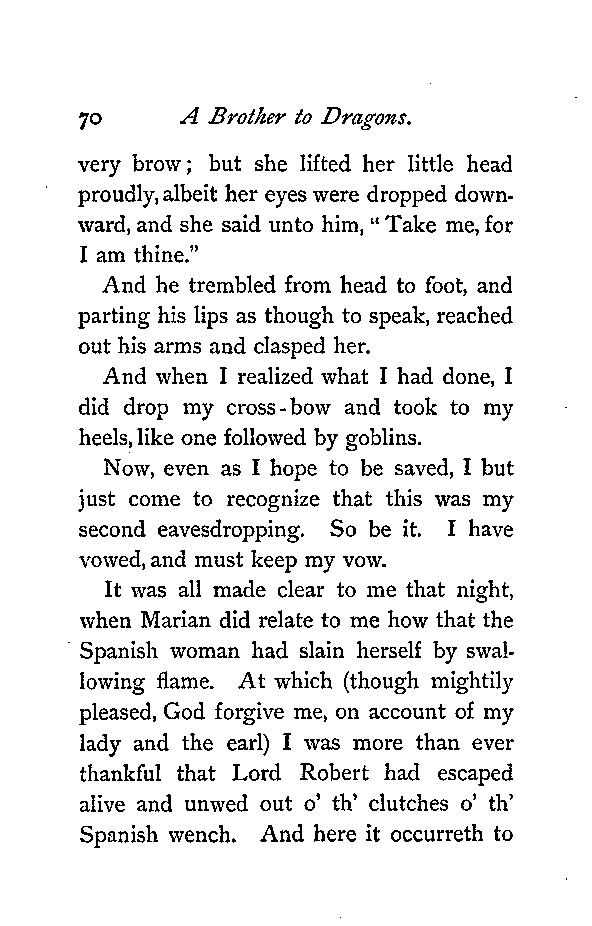 70 A Brother to Dragons.
very brow; but she lifted her little head
proudly, albeit her eyes were dropped down-
ward, and she said unto him, "Take me, for
I am thine."
And he trembled from head to foot, and
parting his lips as though to speak, reached
out his arms and clasped her.
And when I realized what I had done, I
did drop my cross-bow and took to my
heels, like one followed by goblins.
Now, even as I hope to be saved, I but
just come to recognize that this was my
second eavesdropping. So be it. I have
vowed, and must keep my vow.
It was all made clear to me that night,
when Marian did relate to me how that the
Spanish woman had slain herself by swal-
lowing flame. At which (though mightily
pleased, God forgive me, on account of my
lady and the earl) I was more than ever
thankful that Lord Robert had escaped
alive and unwed out o' th' clutches o' th'
Spanish wench. And here it occurreth to